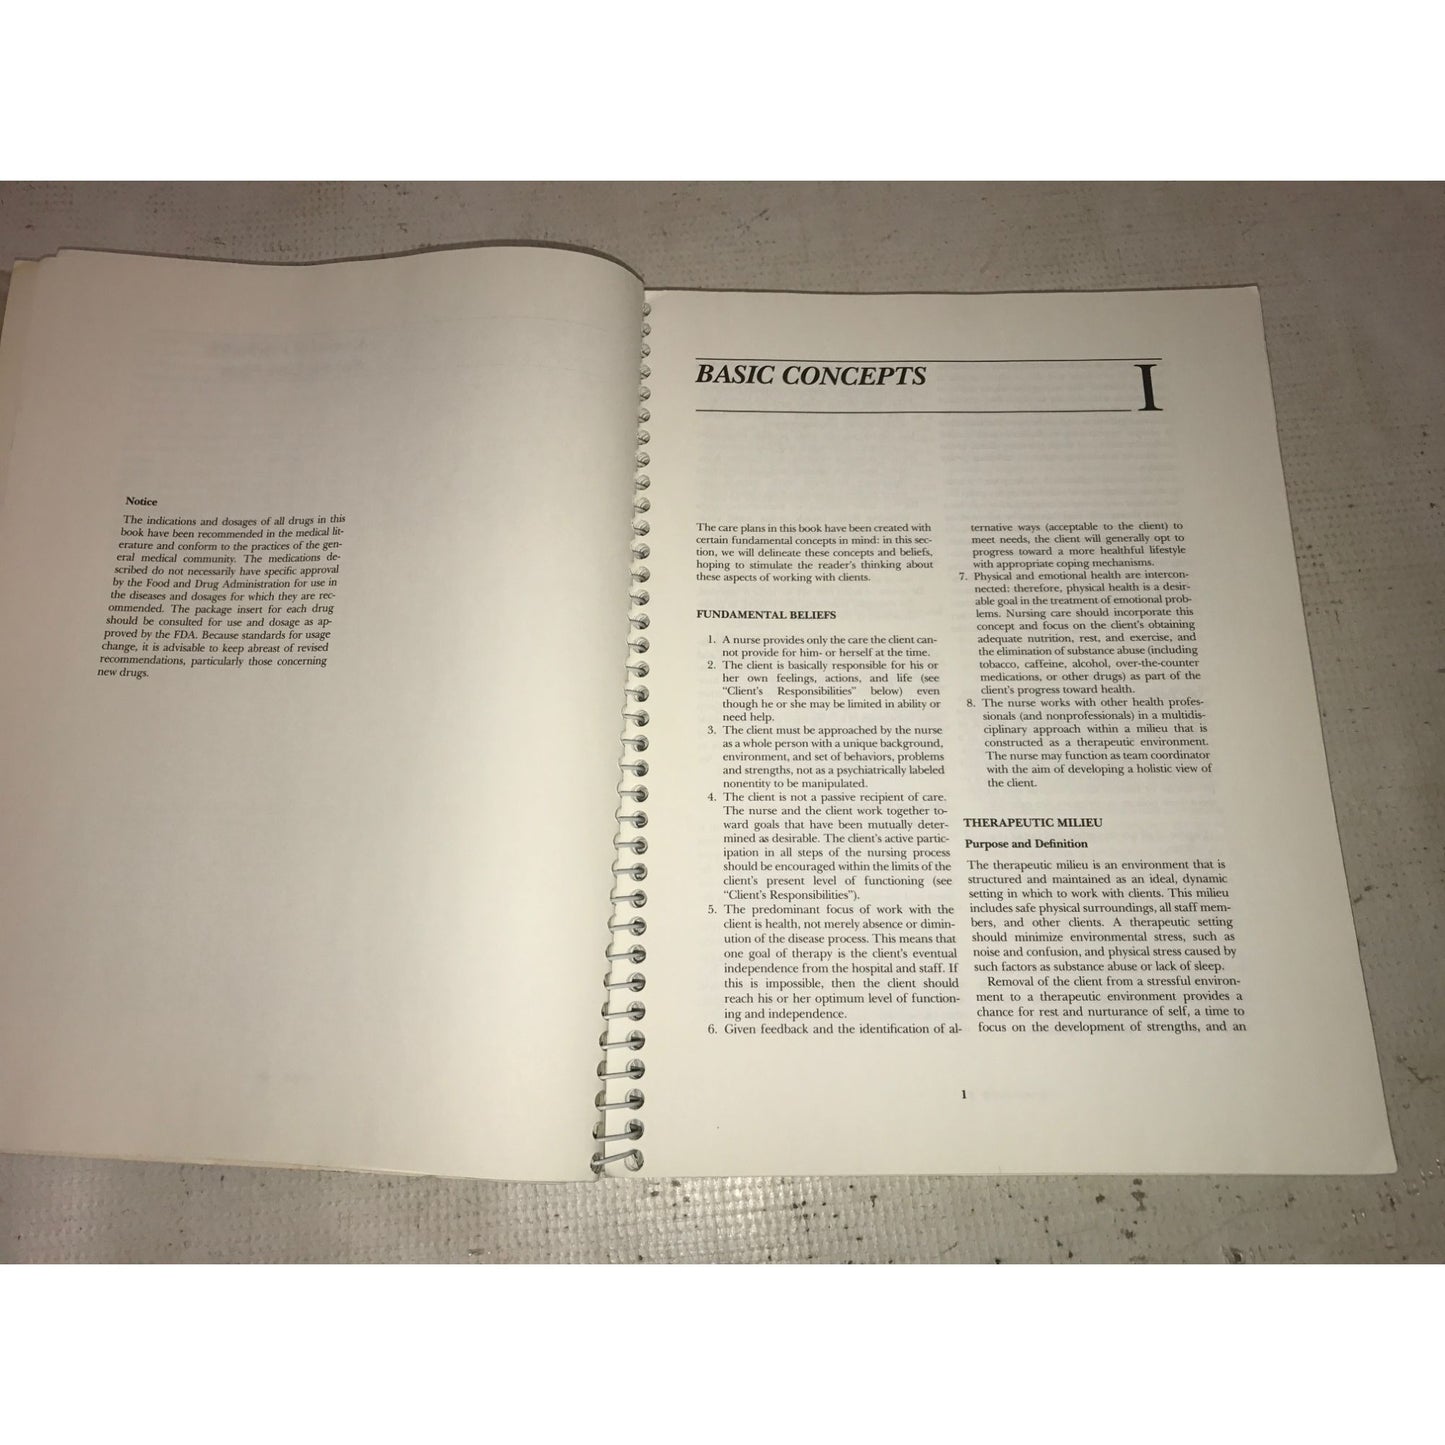 Notice
The indications and dosages of all drugs in this
book have been recommended in the medical lit-
erature and conform to the practices of the gen-
eral medical community. The medications de-
scribed do not necessarily have specific approval
by the Food and Drug Administration for use in
the diseases and dosages for which they are rec-
ommended. The package insert for each drug
should be consulted for use and dosage as ap-
proved by the FDA. Because standards for usage
change, it is advisable to keep abreast of revised
recommendations, particularly those concerning
new drugs.
BASIC CONCEPTS
I
The care plans in this book have been created with
certain fundamental concepts in mind: in this sec-
tion, we will delineate these concepts and beliefs,
hoping to stimulate the reader's thinking about
these aspects of working with clients.
FUNDAMENTAL BELIEFS
1. A nurse provides only the care the client can-
not provide for him- or herself at the time.
2. The client is basically responsible for his or
her own feelings, actions, and life (see
"Client's Responsibilities" below) even
though he or she may be limited in ability or
need help.
3. The client must be approached by the nurse
as a whole person with a unique background,
environment, and set of behaviors, problems
and strengths, not as a psychiatrically labeled
nonentity to be manipulated.
4. The client is not a passive recipient of care.
The nurse and the client work together to-
ward goals that have been mutually deter-
mined as desirable. The client's active partic-
ipation in all steps of the nursing process
should be encouraged within the limits of the
client's present level of functioning (see
"Client's Responsibilities").
5. The predominant focus of work with the
client is health, not merely absence or dimin-
ution of the disease process. This means that
one goal of therapy is the client's eventual
independence from the hospital and staff. If
this is impossible, then the client should
reach his or her optimum level of function-
ing and independence.
6. Given feedback and the identification of al-
ternative ways (acceptable to the client) to
meet needs, the client will generally opt to
progress toward a more healthful lifestyle
with appropriate coping mechanisms.
7. Physical and emotional health are intercon-
nected: therefore, physical health is a desir-
able goal in the treatment of emotional prob-
lems. Nursing care should incorporate this
concept and focus on the client's obtaining
adequate nutrition, rest, and exercise, and
the elimination of substance abuse (including
tobacco, caffeine, alcohol, over-the-counter
medications, or other drugs) as part of the
client's progress toward health.
8. The nurse works with other health profes-
sionals (and nonprofessionals) in a multidis-
ciplinary approach within a milieu that is
constructed as a therapeutic environment.
The nurse may function as team coordinator
with the aim of developing a holistic view of
the client.
THERAPEUTIC MILIEU
Purpose and Definition
The therapeutic milieu is an environment that is
structured and maintained as an ideal, dynamic
setting in which to work with clients. This milieu
includes safe physical surroundings, all staff mem-
bers, and other clients. A therapeutic setting
should minimize environmental stress, such as
noise and confusion, and physical stress caused by
such factors as substance abuse or lack of sleep.
Removal of the client from a stressful environ-
ment to a therapeutic environment provides a
chance for rest and nurturance of self, a time to
focus on the development of strengths, and an
1